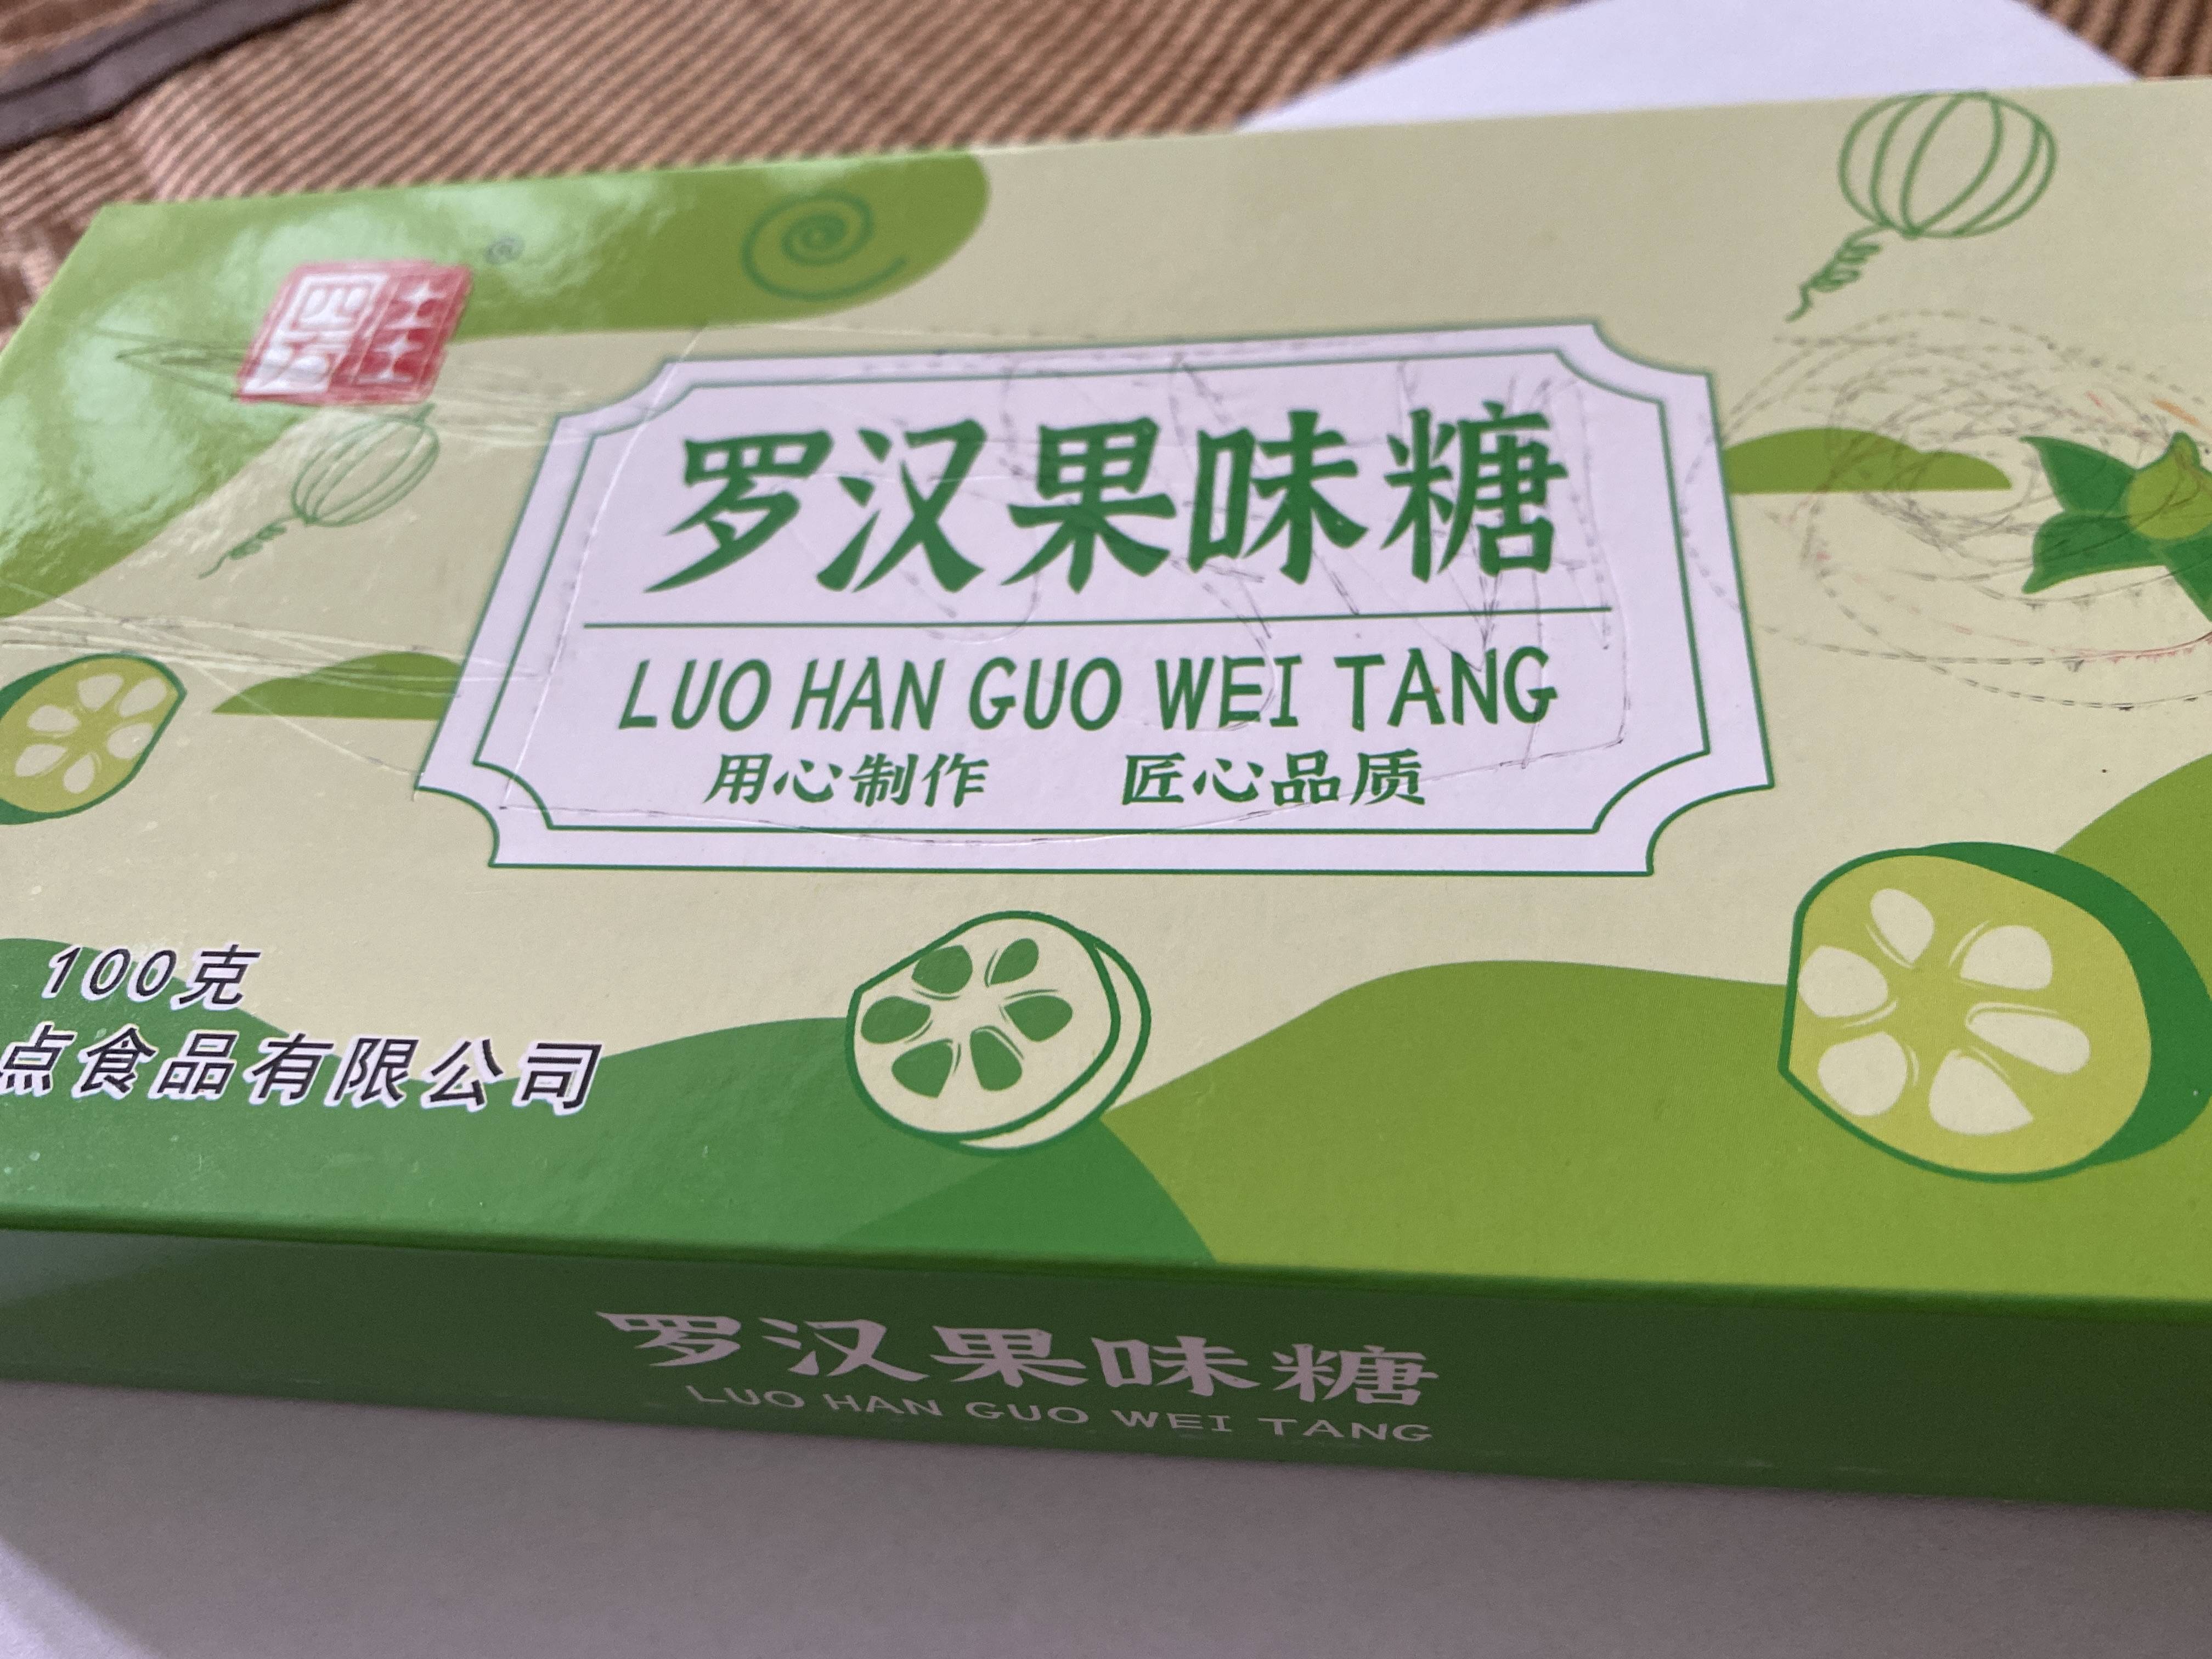 ®
罗汉果味糖
LUO HAN GUO WEI TANG
用心制作 匠心品质
100克
点食品有限公司
罗汉果味糖
LUO HAN GUO WEI TANG